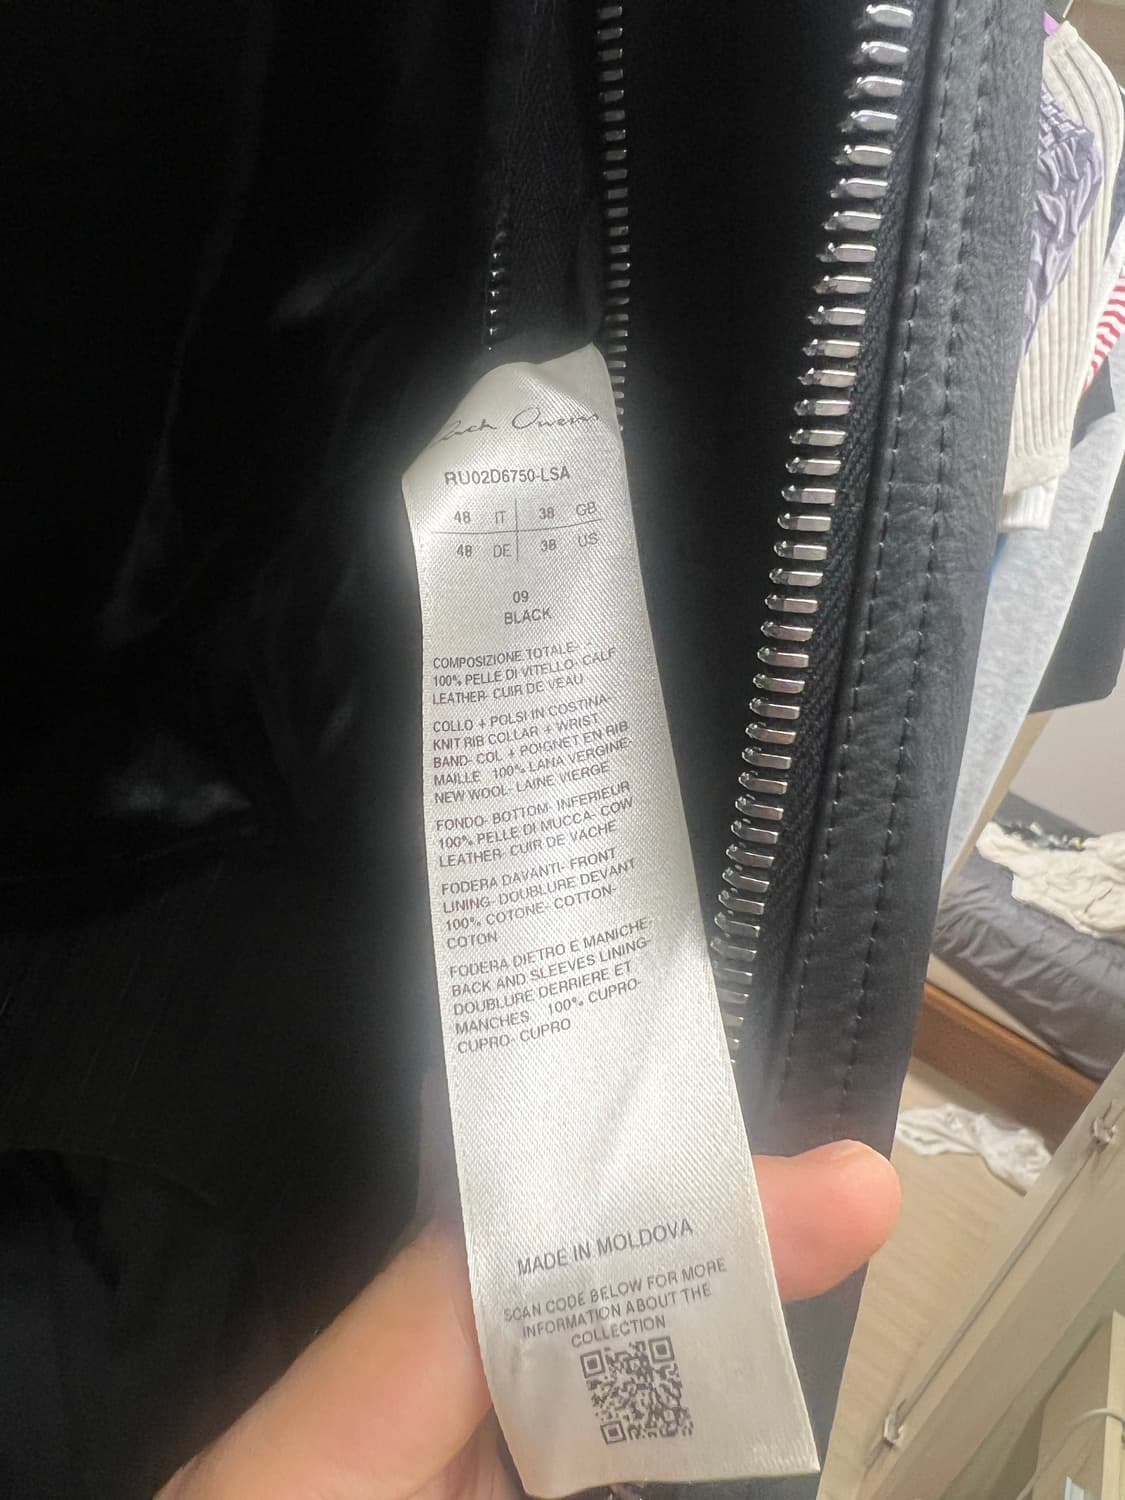 Owens
RU02D6750-LSA
48 IT 38 GB
48 DE 38 US
09
BLACK
COMPOSIZIONE TOTALE-
100% PELLE DI VITELLO- CALF
LEATHER- CUIR DE VEAU
COLLO + POLSI IN COSTINA-
KNIT RIB COLLAR + WRIST
BAND- COL + POIGNET EN RIB
MAILLE 100% LANA VERGINE-
NEW WOOL- LAINE VIERGE
FONDO- BOTTOM- INFERIEUR
100% PELLE DI MUCCA- COW
LEATHER- CUIR DE VACHE
FODERA DAVANTI- FRONT
LINING- DOUBLURE DEVANT
100% COTONE- COTTON-
COTON
FODERA DIETRO E MANICHE-
BACK AND SLEEVES LINING-
DOUBLURE DERRIERE ET
MANCHES 100% CUPRO-
CUPRO- CUPRO
MADE IN MOLDOVA
SCAN CODE BELOW FOR MORE
INFORMATION ABOUT THE
COLLECTION